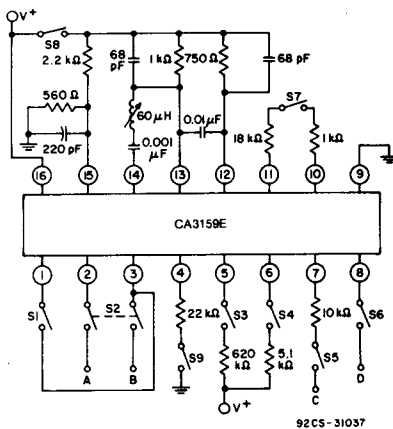 V+
S8
2.2 kΩ
68 pF
1 kΩ
750 Ω
68 pF
560 Ω
60 μH
0.01 μF
S7
220 pF
0.001 μF
18 kΩ
1 kΩ
16 15 14 13 12 11 10 9
CA3159E
1 2 3 4 5 6 7 8
S1
S2
22 kΩ
S3
S4
10 kΩ
S6
S9
620 kΩ
5.1 kΩ
S5
A
B
C
D
V+
92CS-31037